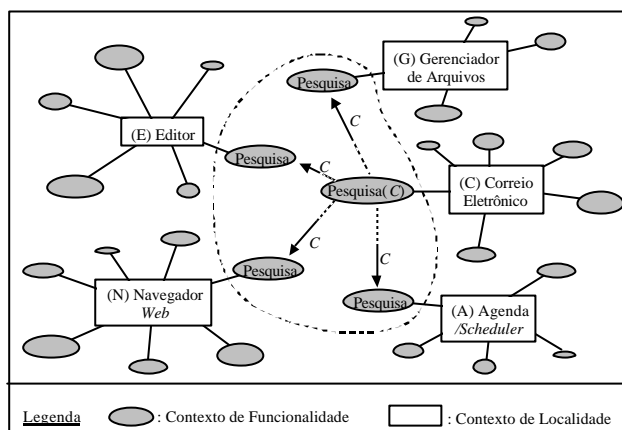 (G) Gerenciador
de Arquivos
Pesquisa
C
(E) Editor
Pesquisa
C
Pesquisa(C)
(C) Correio
Eletrônico
C
C
Pesquisa
(N) Navegador
Web
Pesquisa
(A) Agenda
/Scheduler
Legenda
: Contexto de Funcionalidade
: Contexto de Localidade